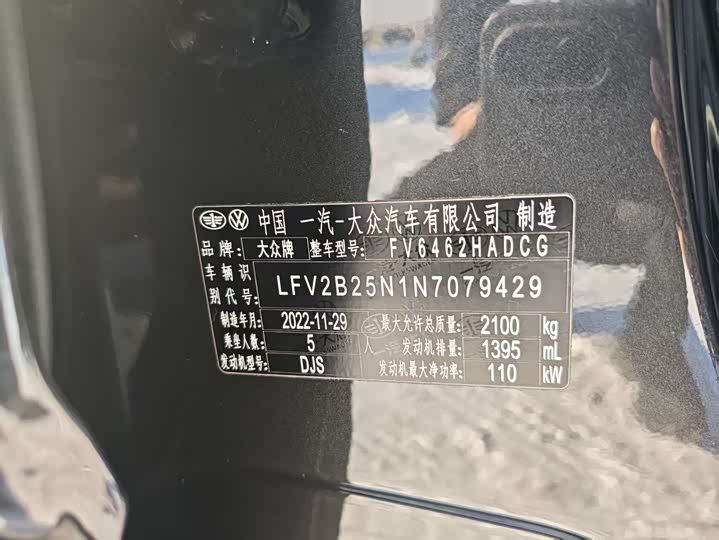 中国 一汽-大众汽车有限公司 制造
品牌: 大众牌 整车型号: FV6462HADCG
车辆识别代号: LFV2B25N1N7079429
制造年月: 2022-11-29 最大允许总质量: 2100 kg
乘坐人数: 5 人 发动机排量: 1395 mL
发动机型号: DJS 发动机最大净功率: 110 kW